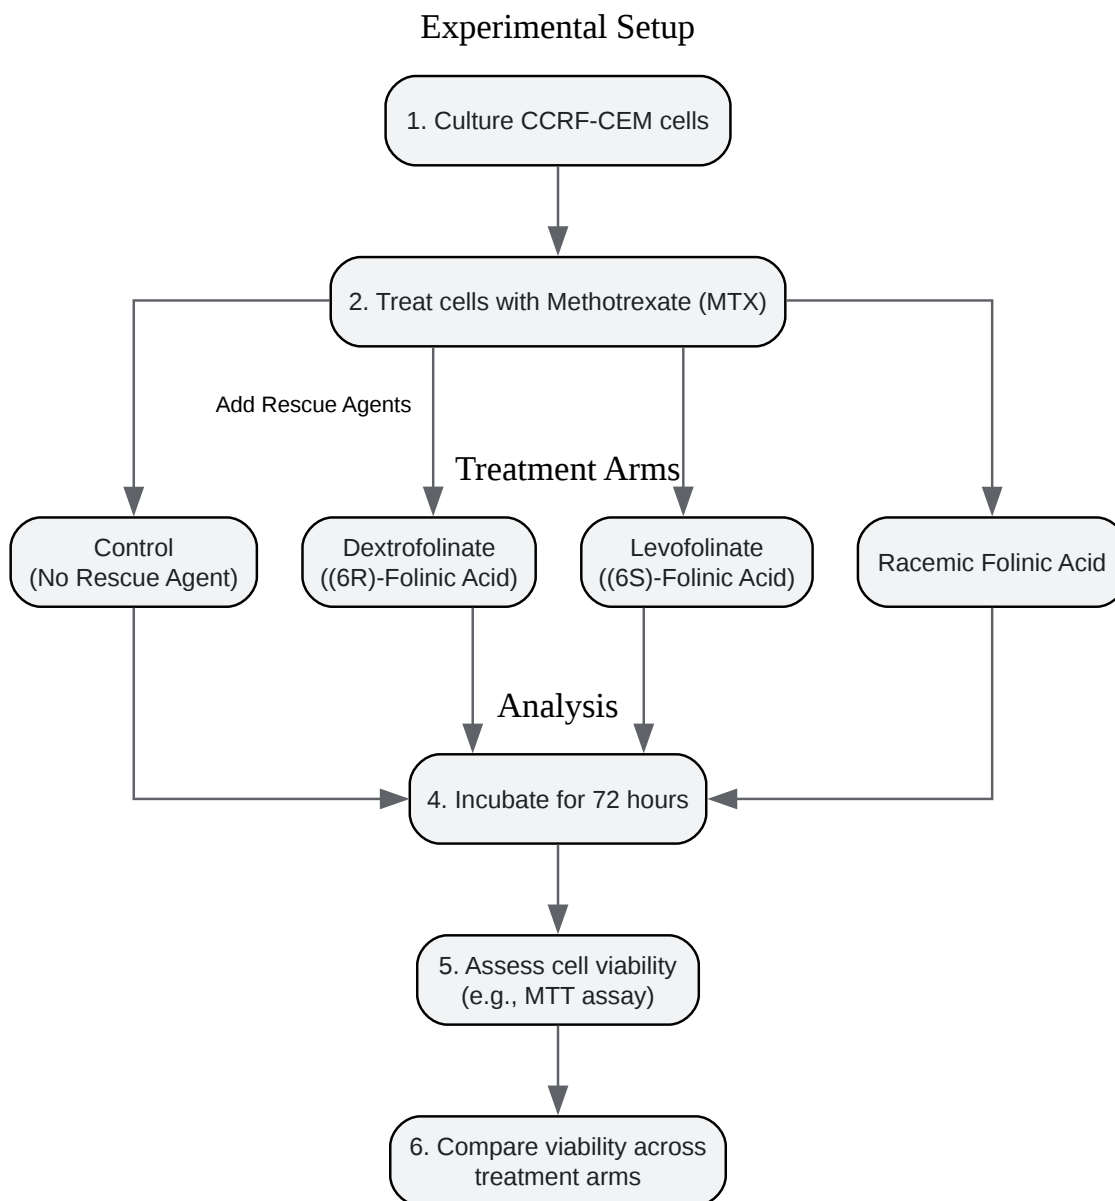 Experimental Setup
1. Culture CCRF-CEM cells
2. Treat cells with Methotrexate (MTX)
Add Rescue Agents
Treatment Arms
Control
(No Rescue Agent)
Dextrofolinate
((6R)-Folinic Acid)
Levofolinate
((6S)-Folinic Acid)
Racemic Folinic Acid
Analysis
4. Incubate for 72 hours
5. Assess cell viability
(e.g., MTT assay)
6. Compare viability across
treatment arms